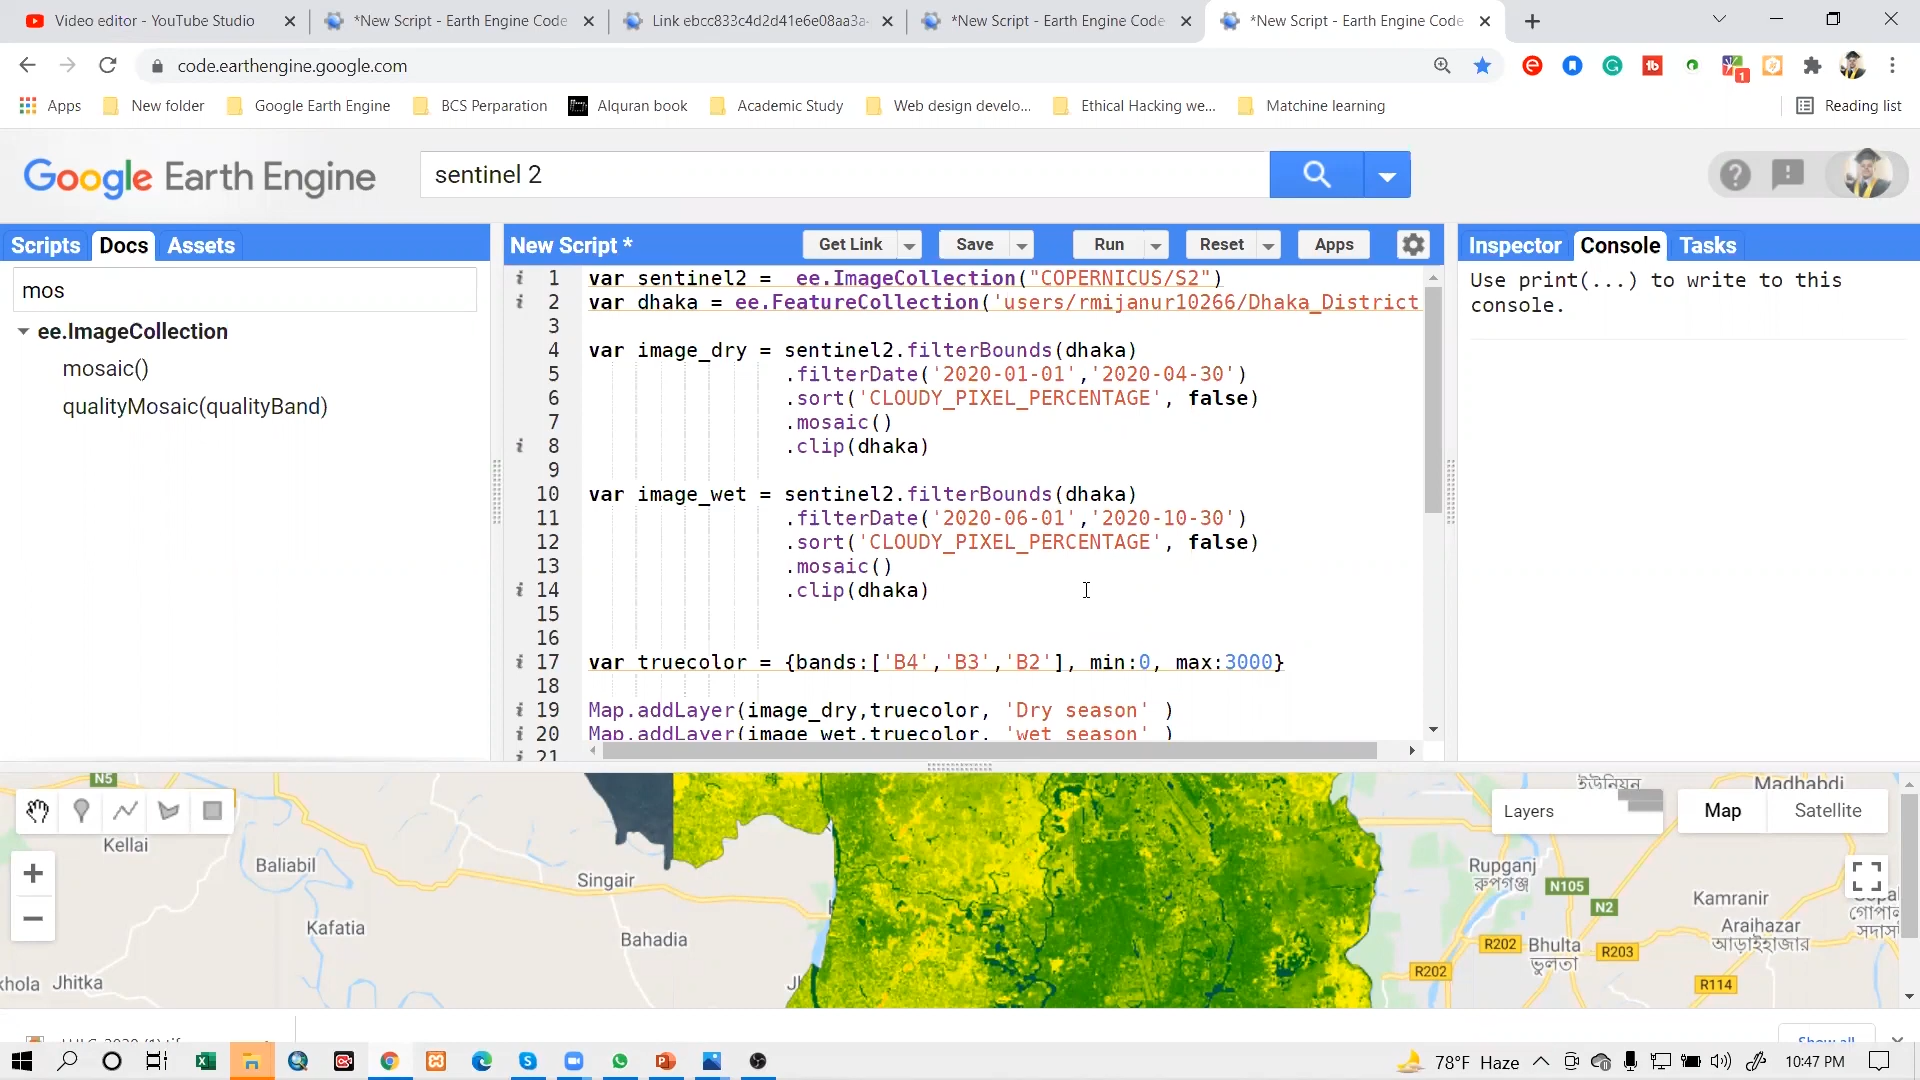 Video editor - YouTube Studio
*New Script - Earth Engine Code
Link ebcc833c4d2d41e6e08aa3a
*New Script - Earth Engine Code
*New Script - Earth Engine Code
code.earthengine.google.com
1
Apps
New folder
Google Earth Engine
BCS Perparation
Alquran book
Academic Study
Web design develo...
Ethical Hacking we...
Matchine learning
Reading list
Google Earth Engine
sentinel 2
Scripts
Docs
Assets
New Script *
Get Link
Save
Run
Reset
Apps
Inspector
Console
Tasks
mos
ee.ImageCollection
mosaic()
qualityMosaic(qualityBand)
1 var sentinel2 =  ee.ImageCollection("COPERNICUS/S2")
2 var dhaka = ee.FeatureCollection('users/rmijanur10266/Dhaka_District
3
4 var image_dry = sentinel2.filterBounds(dhaka)
5 .filterDate('2020-01-01','2020-04-30')
6 .sort('CLOUDY_PIXEL_PERCENTAGE', false)
7 .mosaic()
8 .clip(dhaka)
9
10 var image_wet = sentinel2.filterBounds(dhaka)
11 .filterDate('2020-06-01','2020-10-30')
12 .sort('CLOUDY_PIXEL_PERCENTAGE', false)
13 .mosaic()
14 .clip(dhaka)
15
16
17 var truecolor = {bands:['B4','B3','B2'], min:0, max:3000}
18
19 Map.addLayer(image_dry,truecolor, 'Dry season' )
20 Map.addLayer(image_wet,truecolor, 'wet season' )
21
Use print(...) to write to this
console.
N5
Kellai
Baliabil
Singair
Kafatia
Bahadia
Jhitka
ইউনিয়ন
Madhabdi
Layers
Map
Satellite
Rupganj
রূপগঞ্জ
N105
N2
Kamranir
Araihazar
আড়াইহাজার
R202
Bhulta
ভুলতা
R203
R202
R114
Show all
78°F Haze
10:47 PM